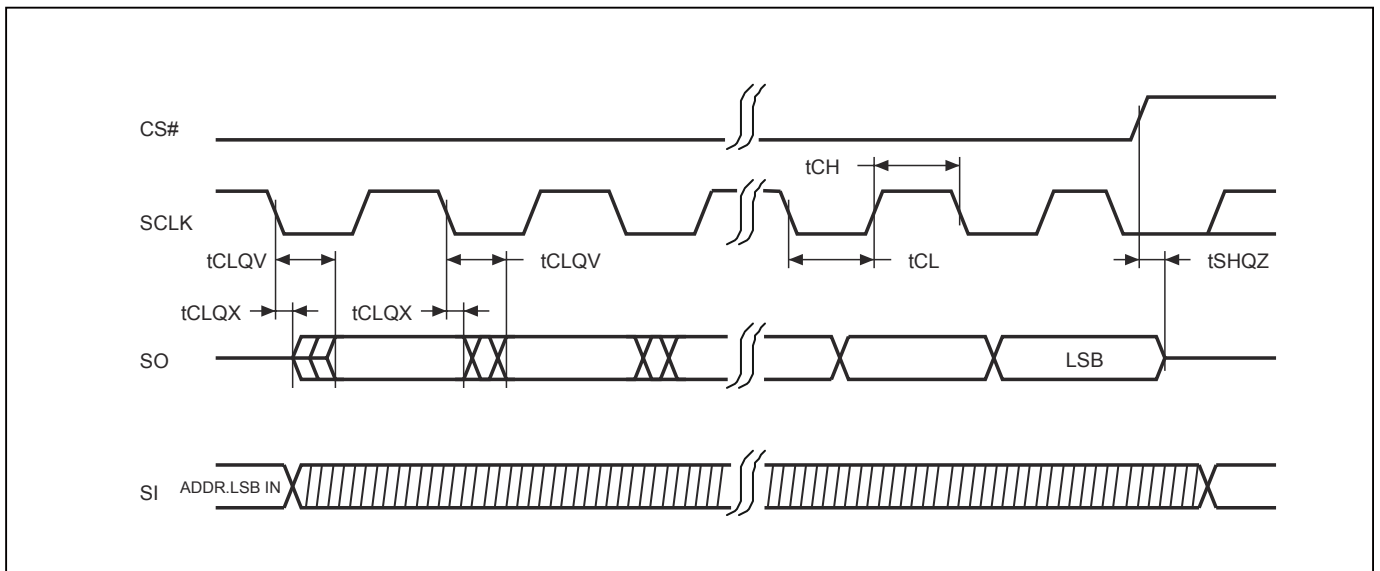 CS#
tCH
SCLK
tCLQV
tCLQV
tCL
tSHQZ
tCLQX
tCLQX
SO
LSB
SI
ADDR.LSB IN